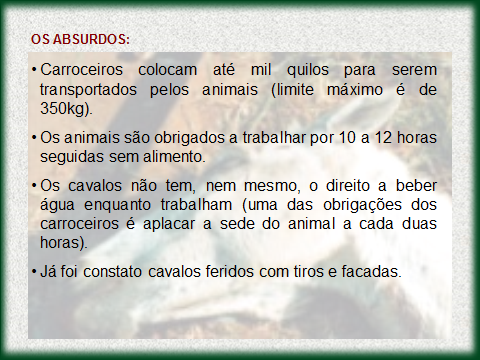 OS ABSURDOS:
• Carroceiros colocam até mil quilos para serem
transportados pelos animais (limite máximo é de
350kg).
• Os animais são obrigados a trabalhar por 10 a 12 horas
seguidas sem alimento.
• Os cavalos não tem, nem mesmo, o direito a beber
água enquanto trabalham (uma das obrigações dos
carroceiros é aplacar a sede do animal a cada duas
horas).
• Já foi constato cavalos feridos com tiros e facadas.